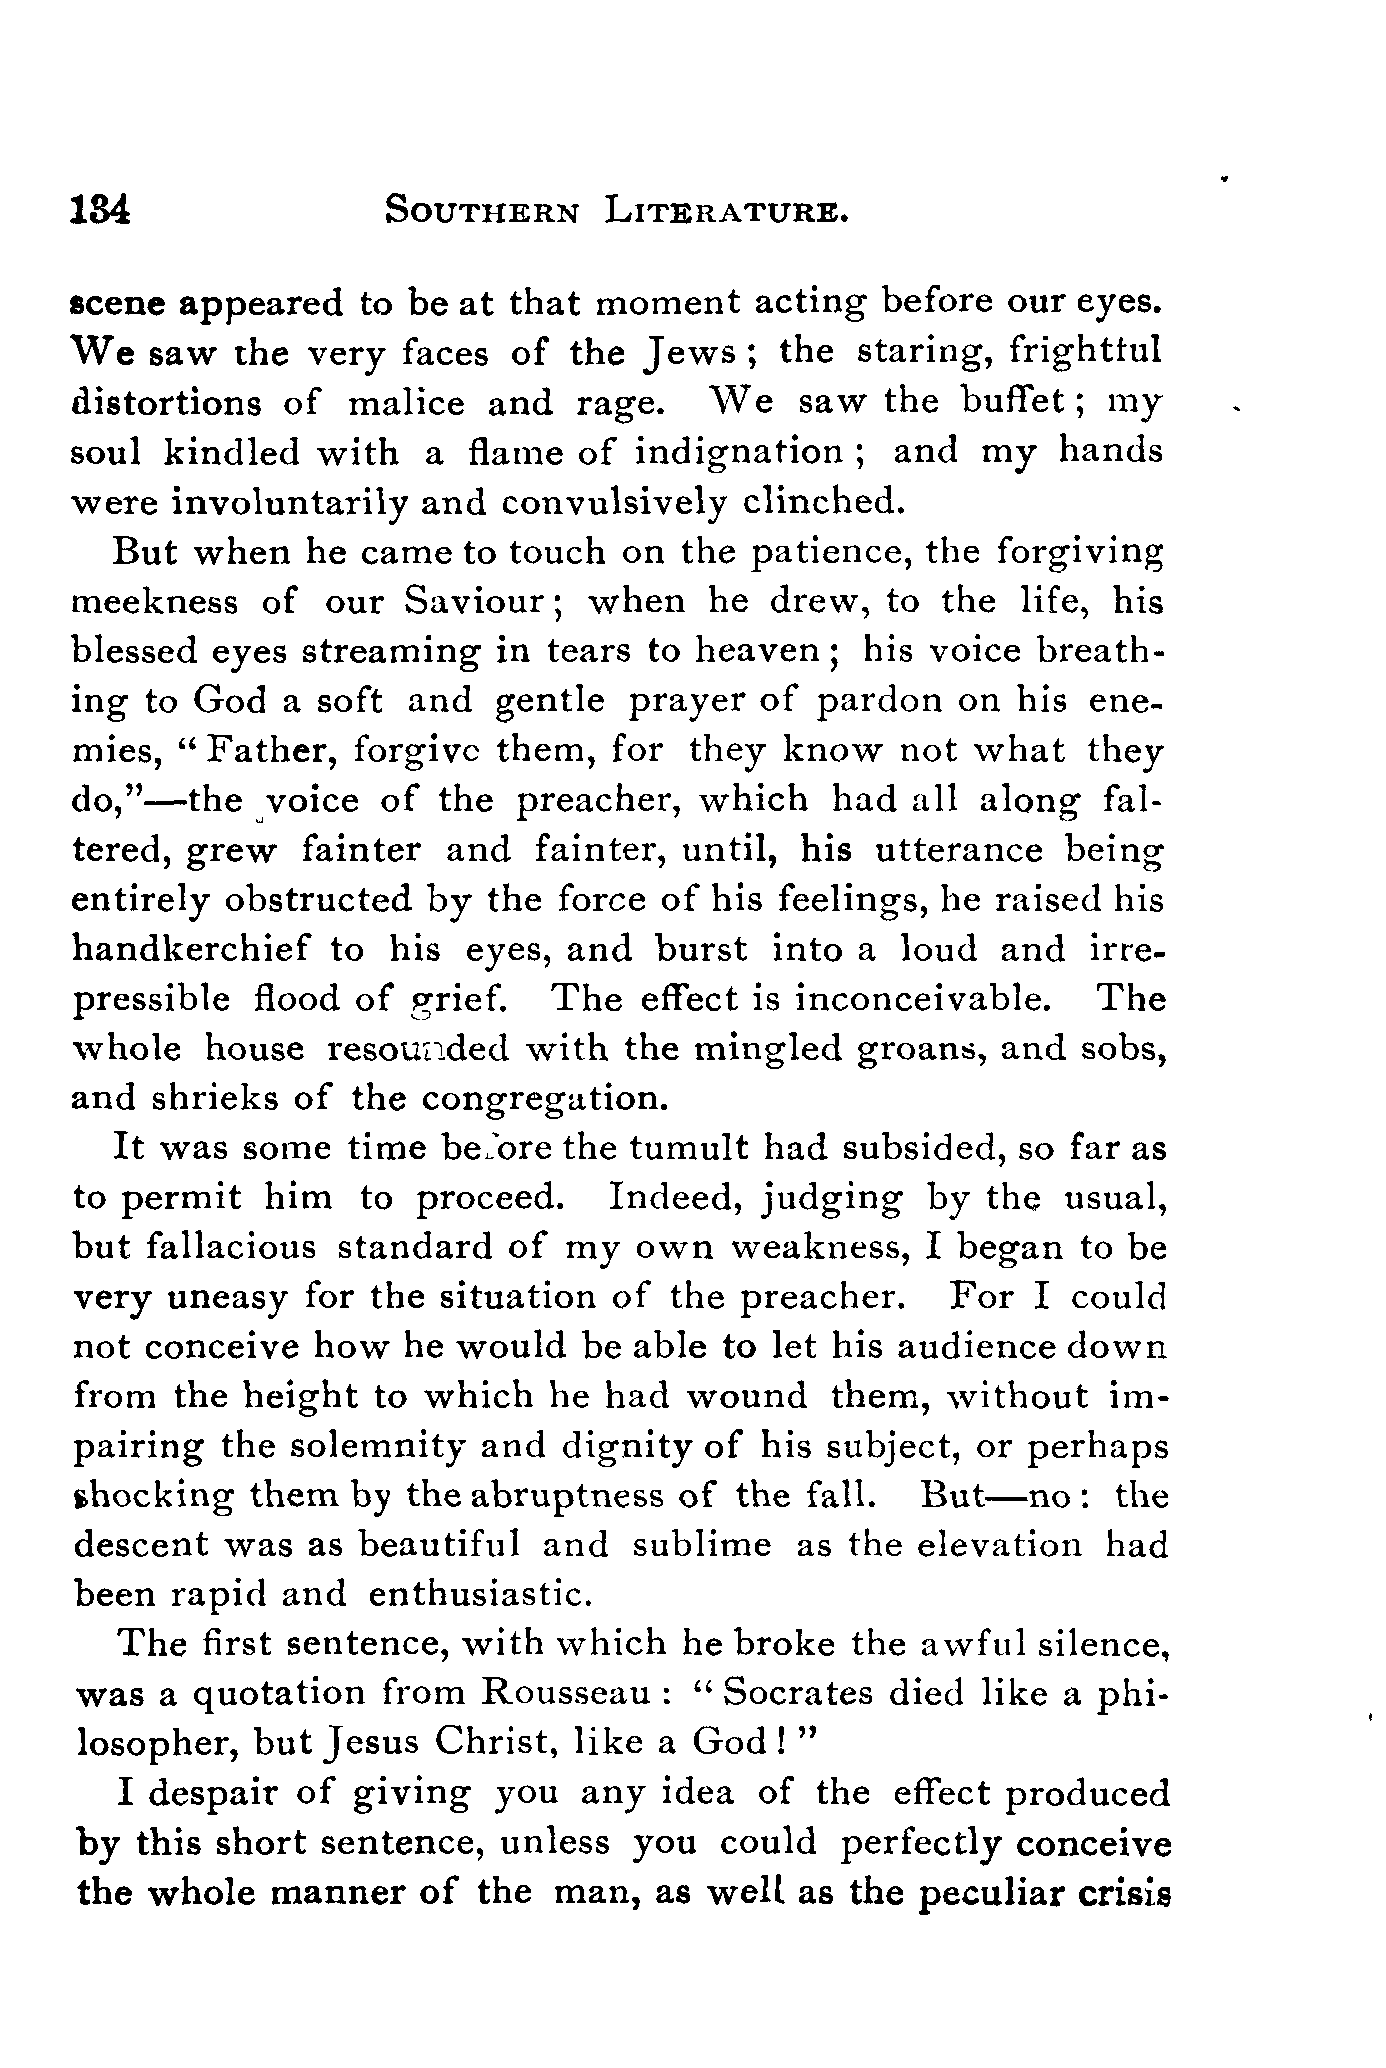 134 SOUTHERN LITERATURE.
scene appeared to be at that moment acting before our eyes.
We saw the very faces of the Jews ; the staring, frightful
distortions of malice and rage. We saw the buffet ; my
soul kindled with a flame of indignation ; and my hands
were involuntarily and convulsively clinched.
But when he came to touch on the patience, the forgiving
meekness of our Saviour ; when he drew, to the life, his
blessed eyes streaming in tears to heaven ; his voice breath-
ing to God a soft and gentle prayer of pardon on his ene-
mies, “ Father, forgive them, for they know not what they
do,”—the voice of the preacher, which had all along fal-
tered, grew fainter and fainter, until, his utterance being
entirely obstructed by the force of his feelings, he raised his
handkerchief to his eyes, and burst into a loud and irre-
pressible flood of grief. The effect is inconceivable. The
whole house resounded with the mingled groans, and sobs,
and shrieks of the congregation.
It was some time before the tumult had subsided, so far as
to permit him to proceed. Indeed, judging by the usual,
but fallacious standard of my own weakness, I began to be
very uneasy for the situation of the preacher. For I could
not conceive how he would be able to let his audience down
from the height to which he had wound them, without im-
pairing the solemnity and dignity of his subject, or perhaps
shocking them by the abruptness of the fall. But—no : the
descent was as beautiful and sublime as the elevation had
been rapid and enthusiastic.
The first sentence, with which he broke the awful silence,
was a quotation from Rousseau : “ Socrates died like a phi-
losopher, but Jesus Christ, like a God ! ”
I despair of giving you any idea of the effect produced
by this short sentence, unless you could perfectly conceive
the whole manner of the man, as well as the peculiar crisis